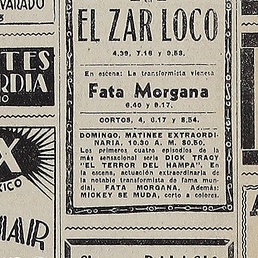 VARADO
EL ZAR LOCO
4.39, 7.16 y 9.53.
En escena: La transformista vienesa
Fata Morgana
6.40 y 9.17.
CORTOS, 4, 6.17 y 8.54.
DOMINGO, MATINEE EXTRAORDI-
NARIA, 10.30 A. M. $0.50.
Los primeros cuatro episodios de la
más sensacional serie DICK TRACY
"EL TERROR DEL HAMPA". En
la escena, actuación extraordinaria de
la notable transformista de fama mun-
dial, FATA MORGANA, Además:
MICKEY SE MUDA, corto a colores.
TES
RDIA
X
XICO
MAR